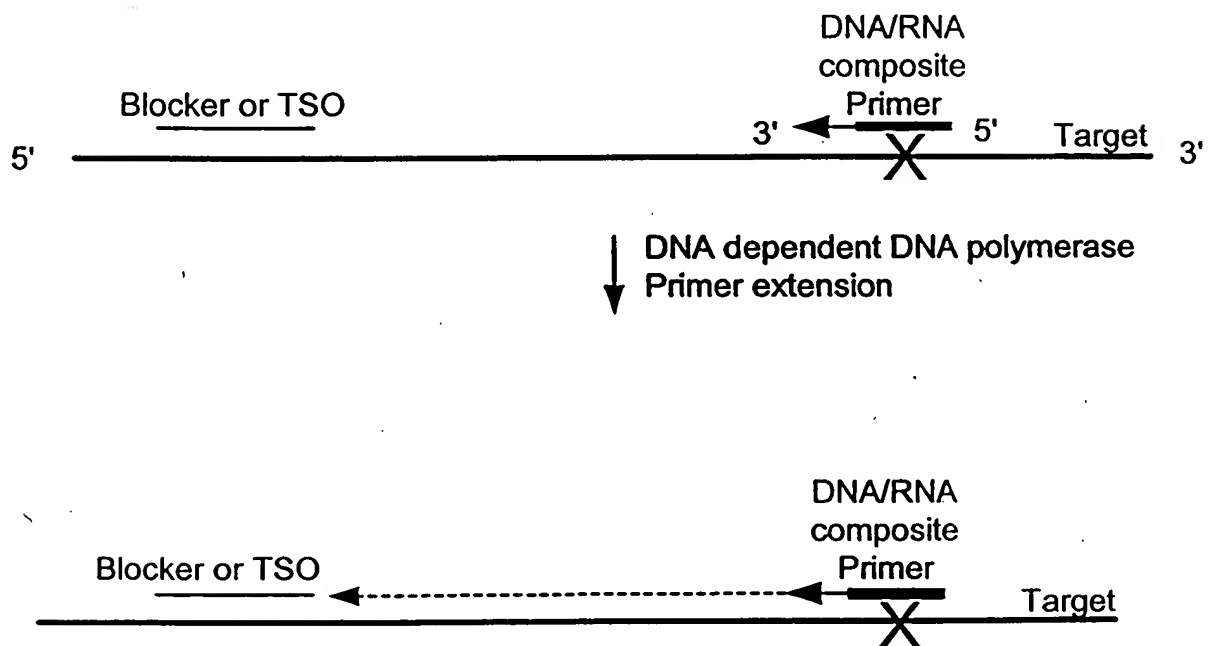 DNA/RNA
composite
Primer
Blocker or TSO
3'
5'
Target
5'
3'
X
DNA dependent DNA polymerase
Primer extension
DNA/RNA
composite
Primer
Blocker or TSO
Target
X